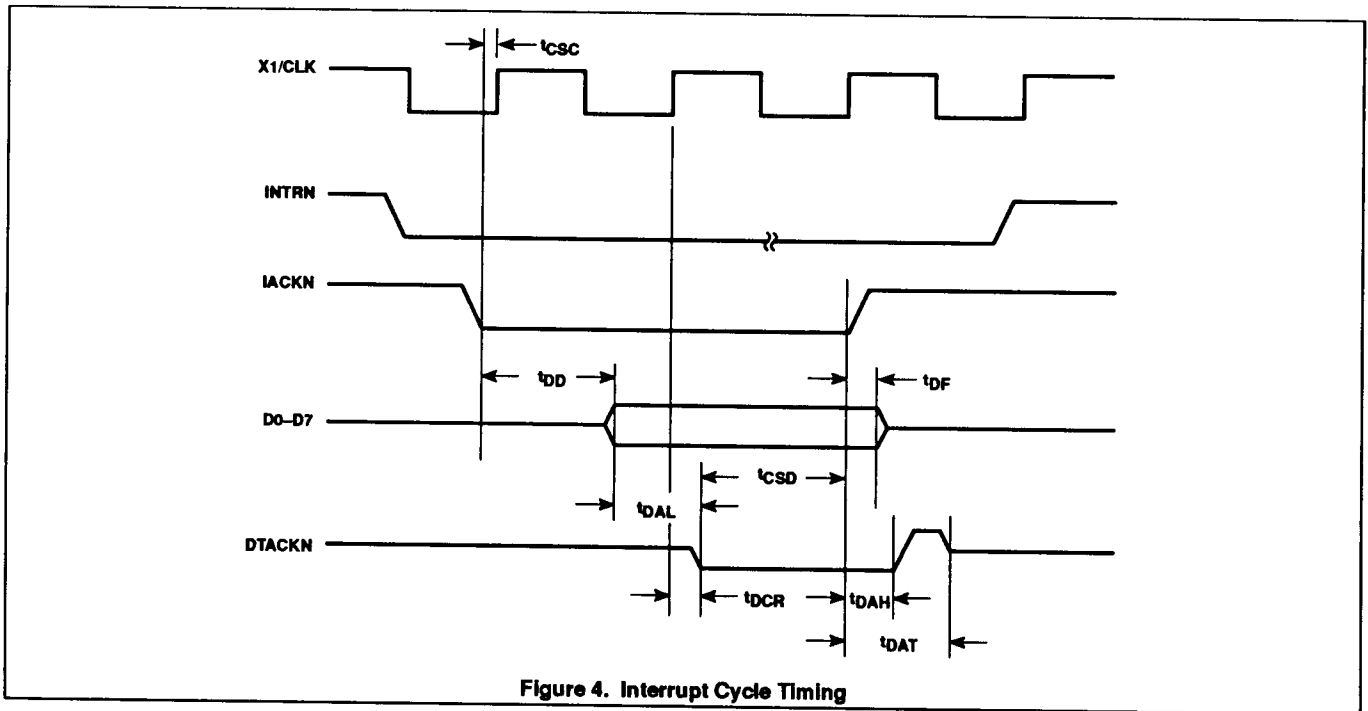 tCSC
X1/CLK
INTRN
IACKN
tDD
tDF
D0–D7
tCSD
tDAL
DTACKN
tDCR
tDAH
tDAT
Figure 4. Interrupt Cycle Timing